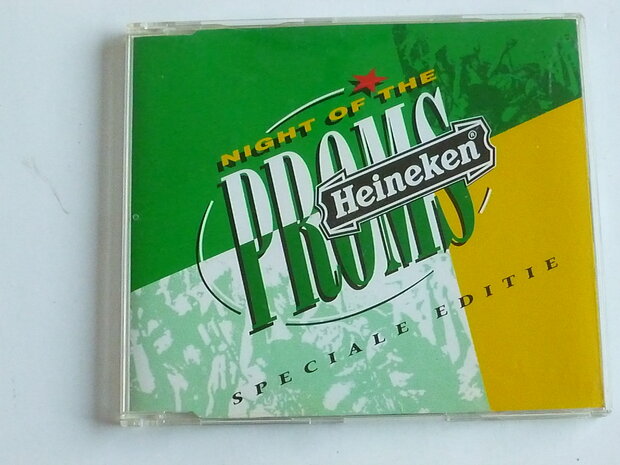 NIGHT OF THE
PROMS
Heineken®
SPECIALE EDITIE